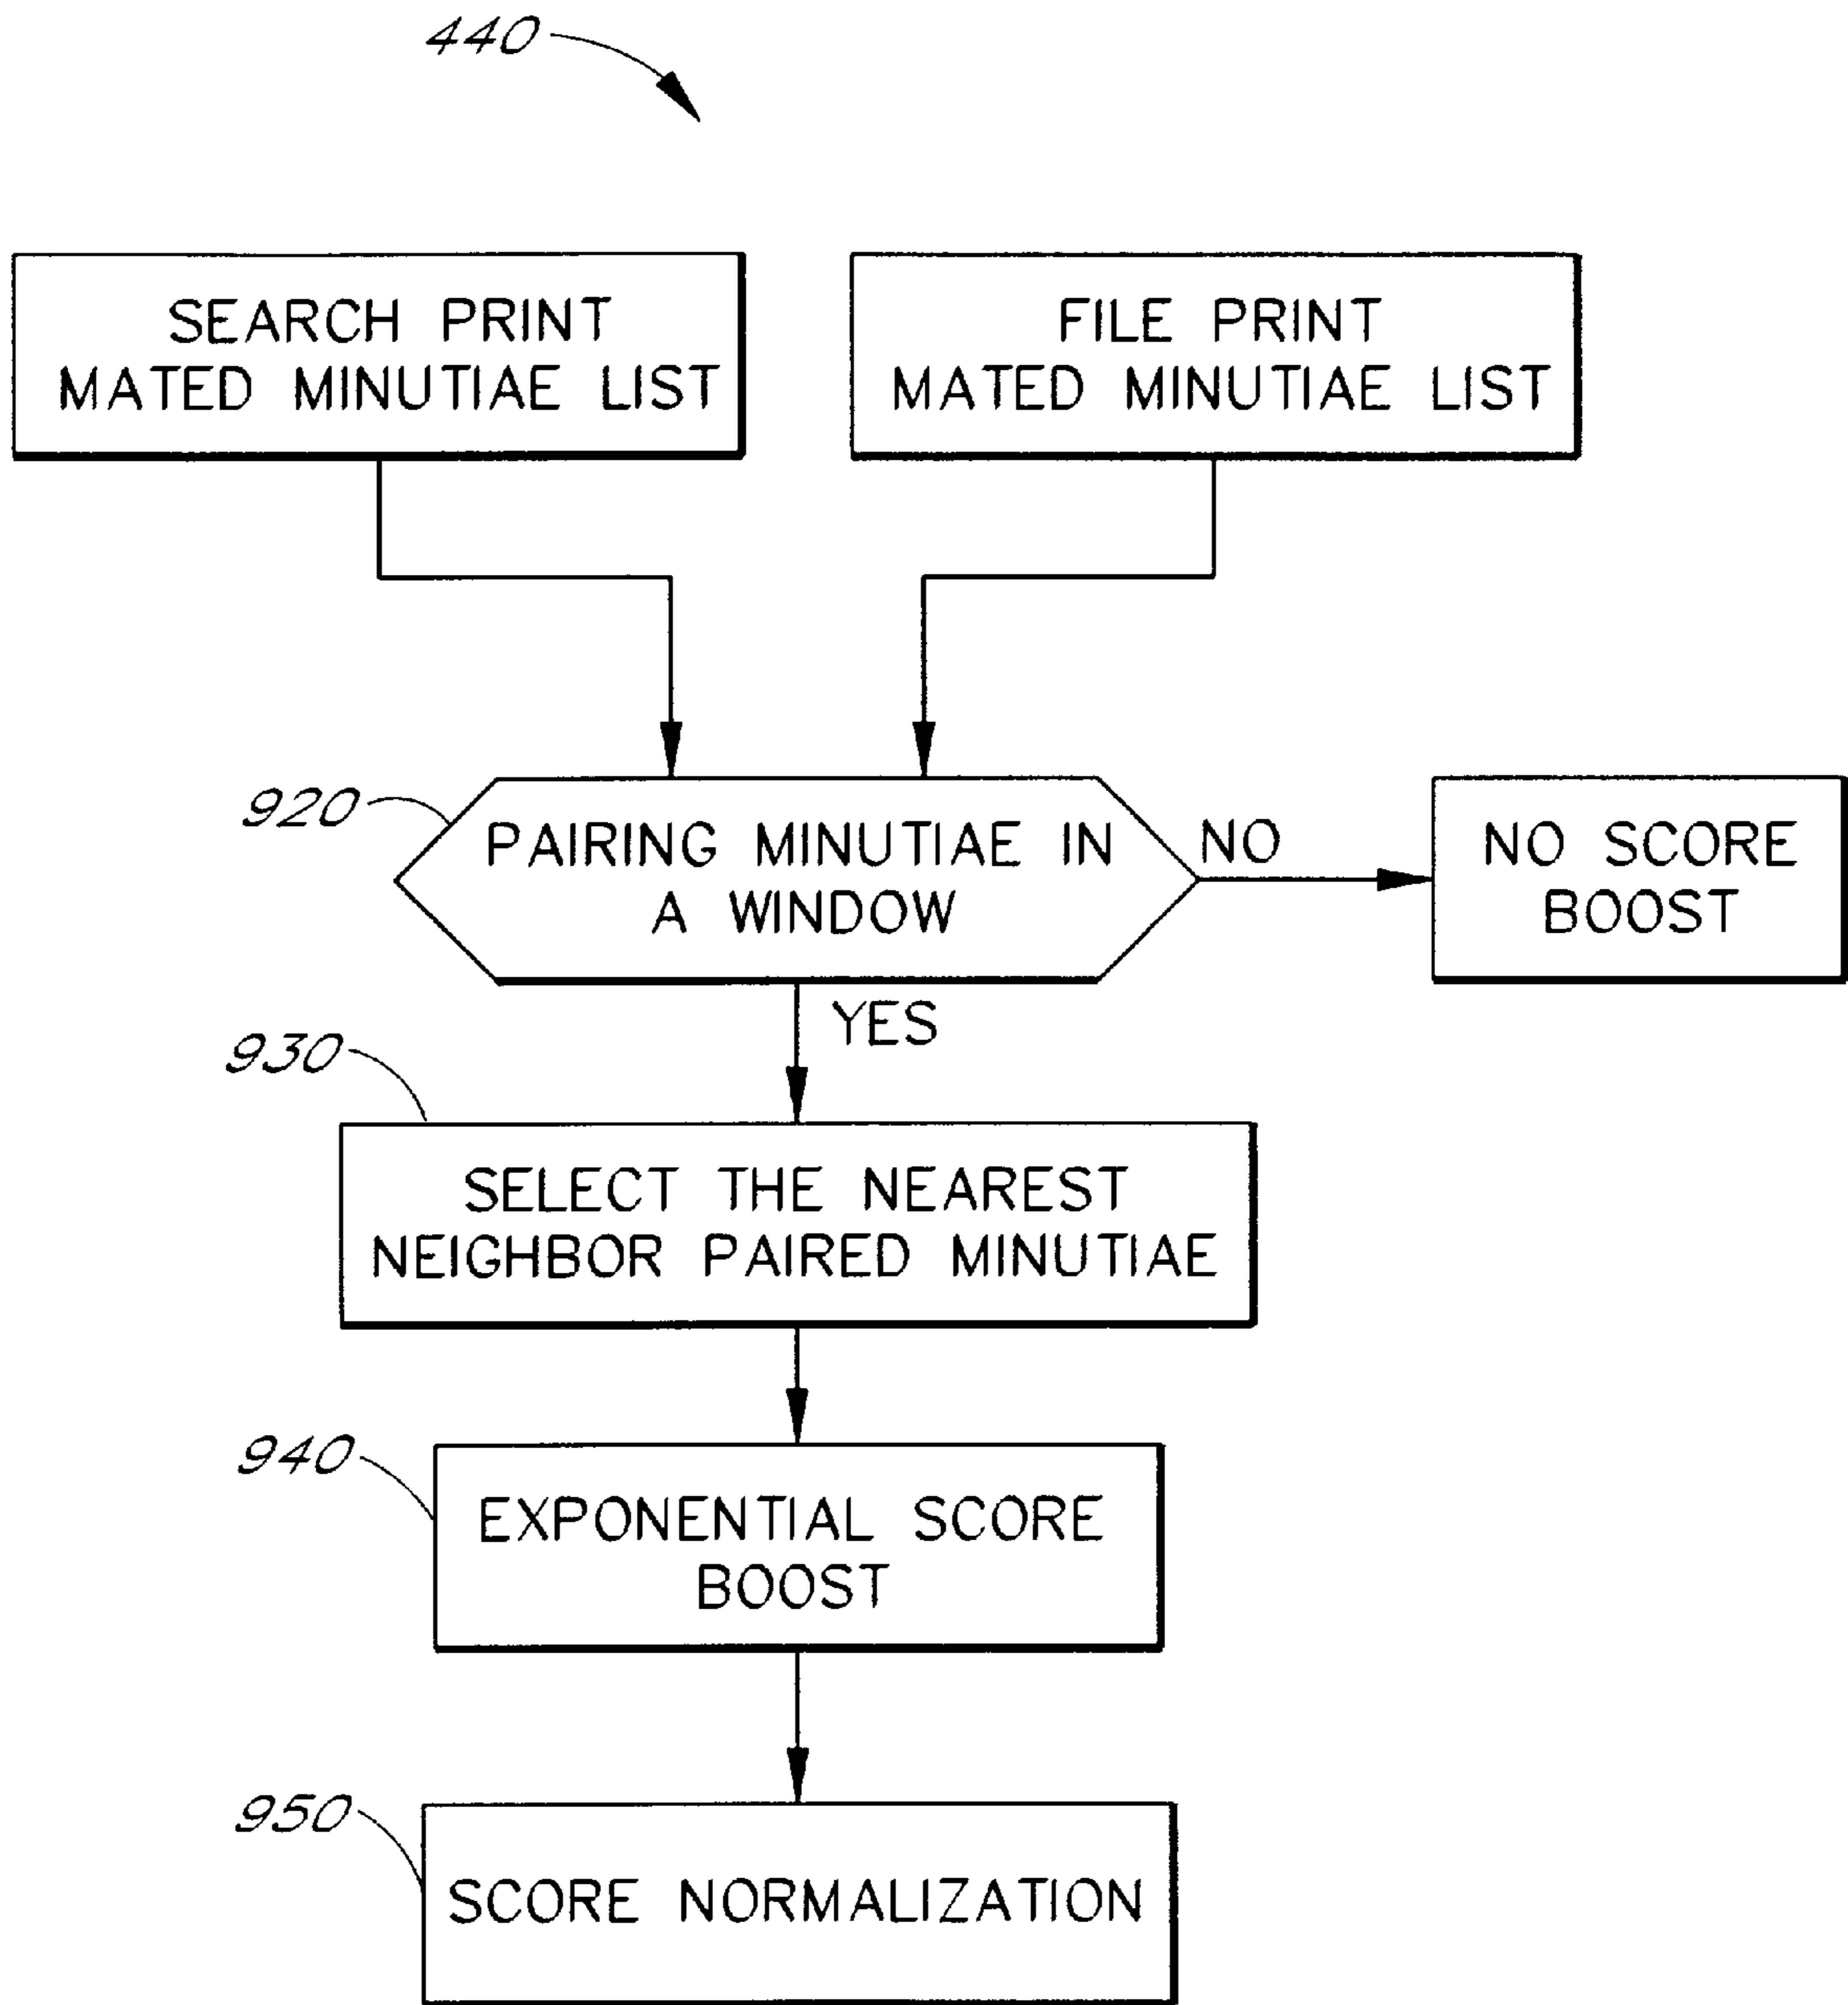 440
SEARCH PRINT
MATED MINUTIAE LIST
FILE PRINT
MATED MINUTIAE LIST
920
PAIRING MINUTIAE IN
A WINDOW
NO
NO SCORE
BOOST
YES
930
SELECT THE NEAREST
NEIGHBOR PAIRED MINUTIAE
940
EXPONENTIAL SCORE
BOOST
950
SCORE NORMALIZATION